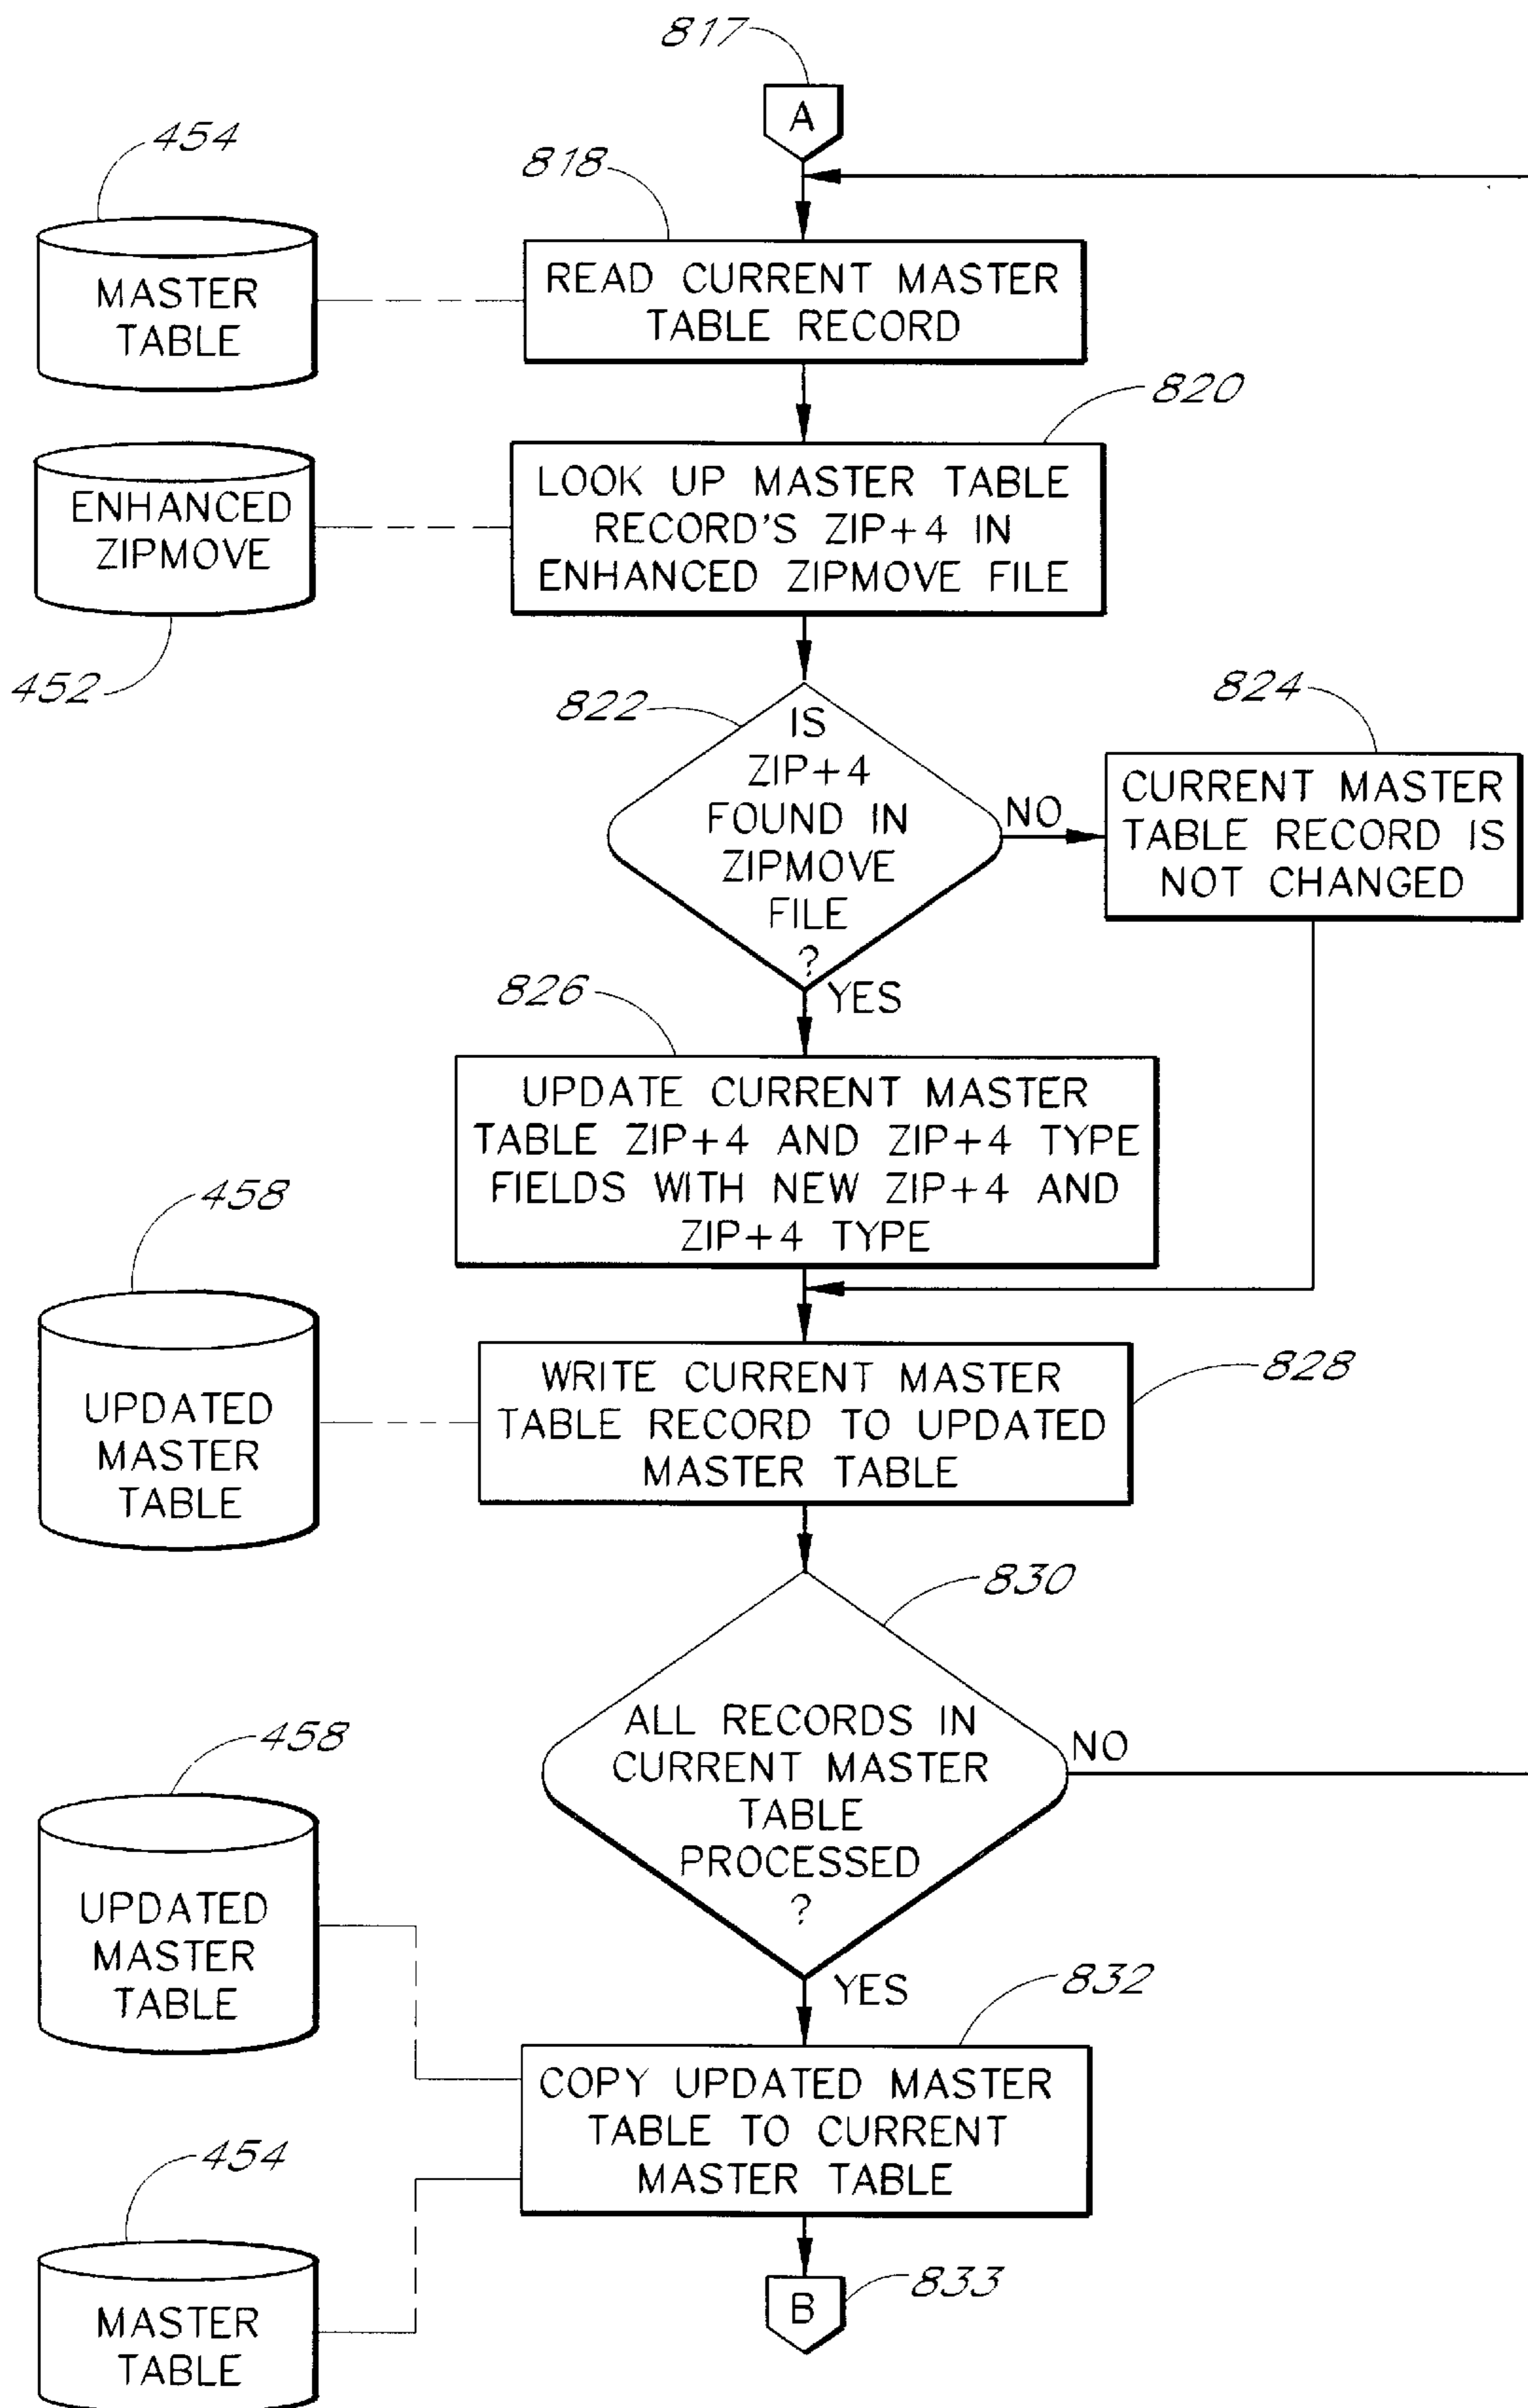 817
A
454
818
MASTER
TABLE
READ CURRENT MASTER
TABLE RECORD
820
ENHANCED
ZIPMOVE
LOOK UP MASTER TABLE
RECORD'S ZIP+4 IN
ENHANCED ZIPMOVE FILE
452
822
IS
ZIP+4
FOUND IN
ZIPMOVE
FILE
?
NO
824
CURRENT MASTER
TABLE RECORD IS
NOT CHANGED
YES
826
UPDATE CURRENT MASTER
TABLE ZIP+4 AND ZIP+4 TYPE
FIELDS WITH NEW ZIP+4 AND
ZIP+4 TYPE
458
UPDATED
MASTER
TABLE
WRITE CURRENT MASTER
TABLE RECORD TO UPDATED
MASTER TABLE
828
830
ALL RECORDS IN
CURRENT MASTER
TABLE
PROCESSED
?
NO
458
UPDATED
MASTER
TABLE
YES
832
COPY UPDATED MASTER
TABLE TO CURRENT
MASTER TABLE
454
MASTER
TABLE
B
833